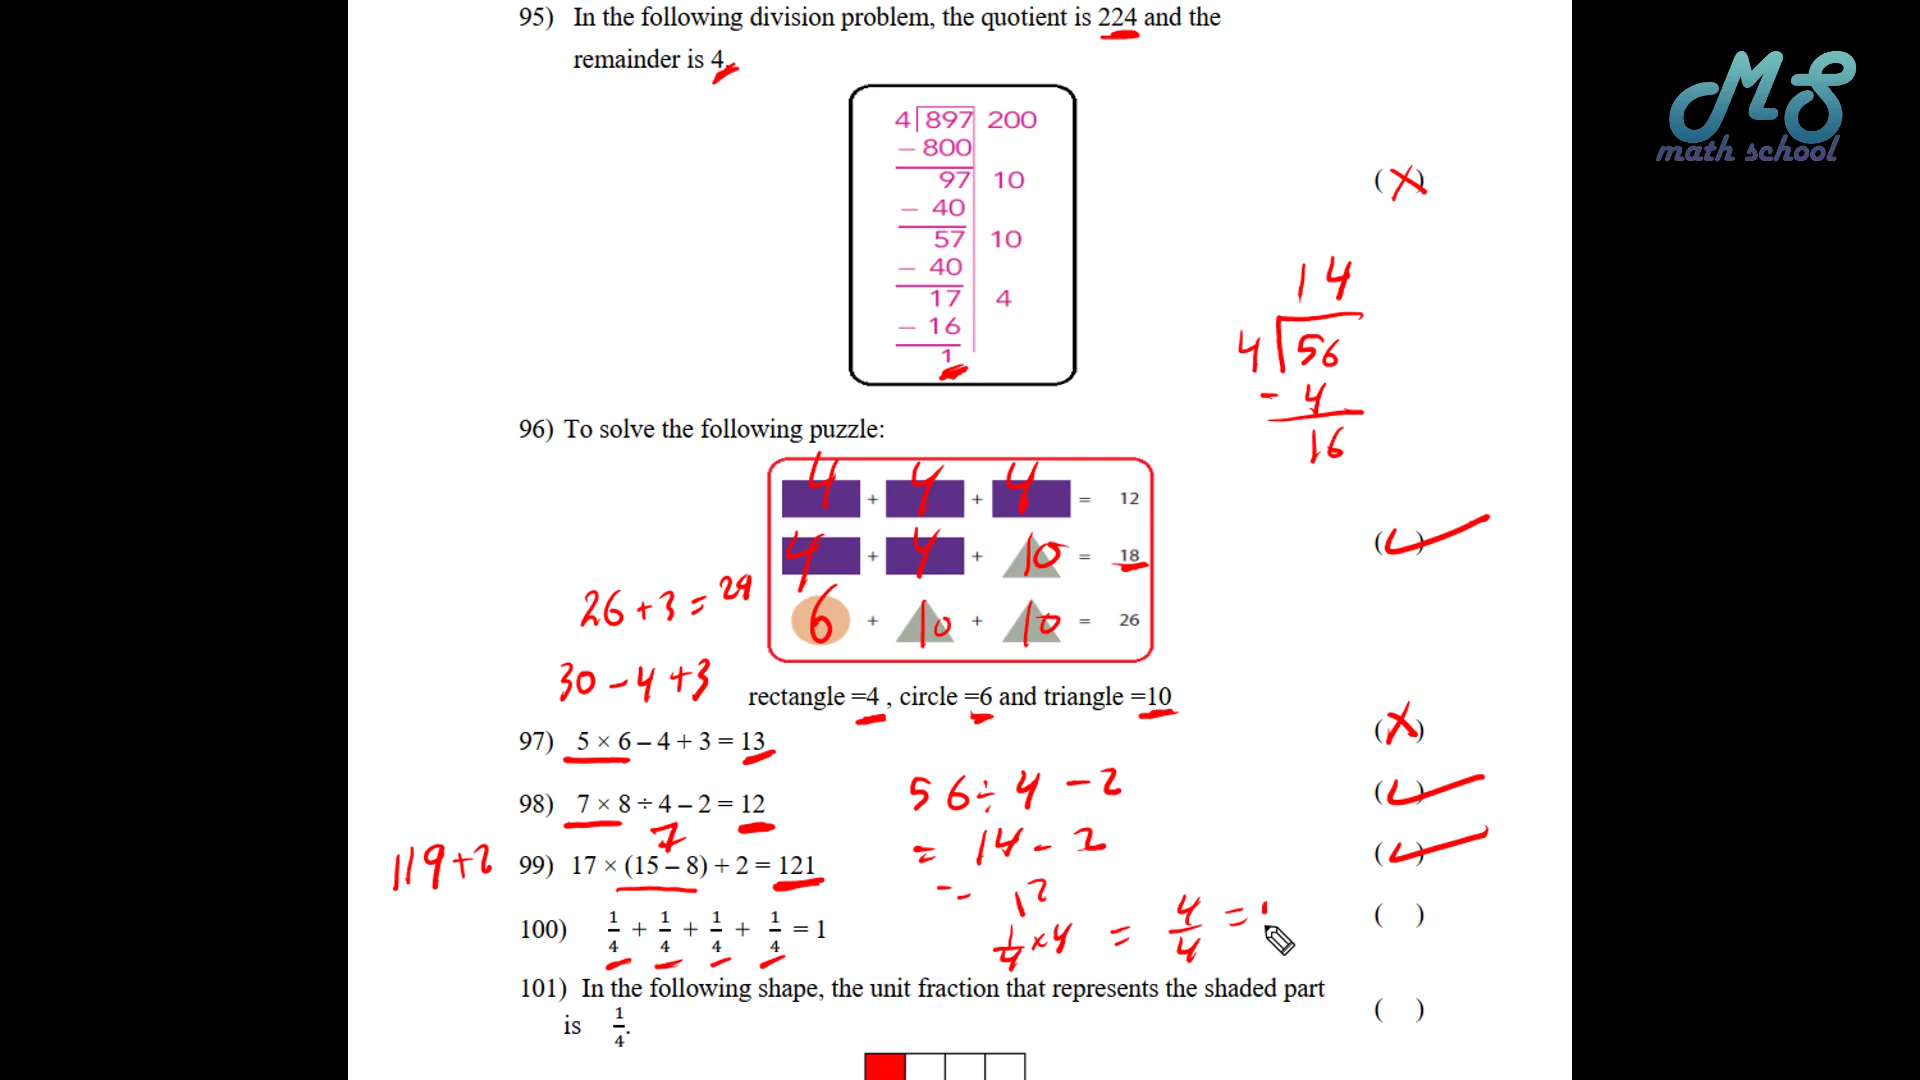 95) In the following division problem, the quotient is 224 and the
remainder is 4.
MS
math school
4 897 200
− 800
97 10
− 40
57 10
− 40
17 4
− 16
1
( X )
14
4 56
- 4
16
96) To solve the following puzzle:
4 + 4 + 4 = 12
4 + 4 + 10 = 18
6 + 10 + 10 = 26
( ✓ )
26 + 3 = 29
30 - 4 + 3
rectangle =4 , circle =6 and triangle =10
97) 5 × 6 – 4 + 3 = 13 ( X )
98) 7 × 8 ÷ 4 – 2 = 12 ( ✓ )
56 ÷ 4 - 2
= 14 - 2
= 12
7
119+2
99) 17 × (15 – 8) + 2 = 121 ( ✓ )
100) 1/4 + 1/4 + 1/4 + 1/4 = 1 ( )
1/4 × 4 = 4/4 =
101) In the following shape, the unit fraction that represents the shaded part
is 1/4. ( )